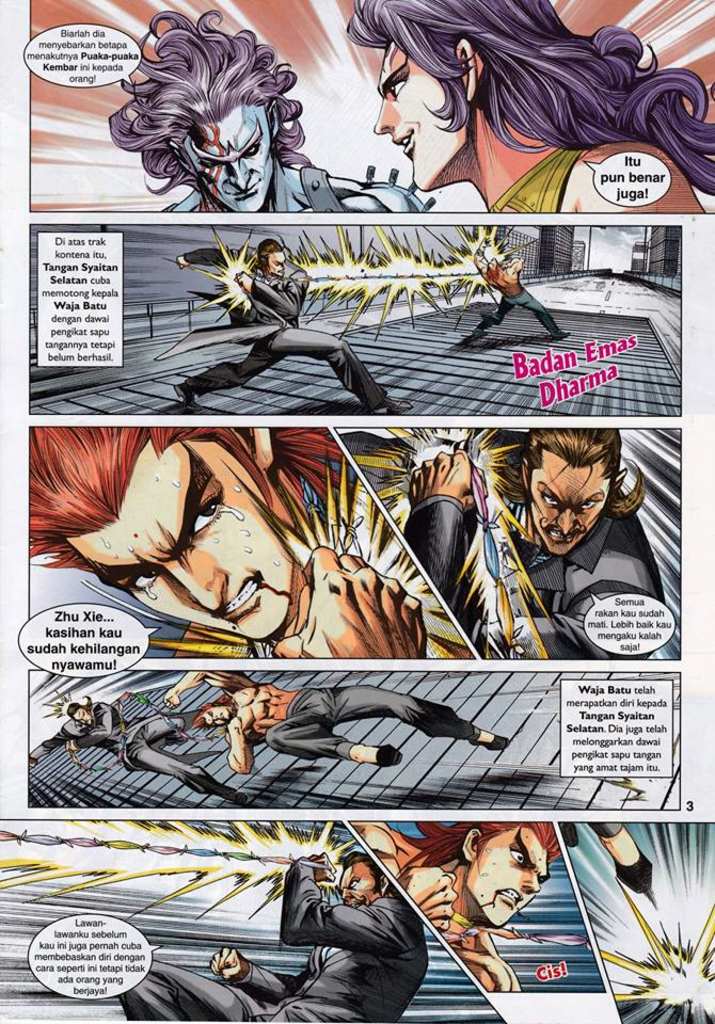 Biarlah dia
menyebarkan betapa
menakutnya Puaka-puaka
Kembar ini kepada
orang!
Itu
pun benar
juga!
Di atas trak
kontena itu,
Tangan Syaitan
Selatan cuba
memotong kepala
Waja Batu
dengan dawai
pengikat sapu
tangannya tetapi
belum berhasil.
Badan Emas
Dharma
Zhu Xie...
kasihan kau
sudah kehilangan
nyawamu!
Semua
rakan kau sudah
mati. Lebih baik kau
mengaku kalah
saja!
Waja Batu telah
merapatkan diri kepada
Tangan Syaitan
Selatan. Dia juga telah
melonggarkan dawai
pengikat sapu tangan
yang amat tajam itu.
3
Lawan-
lawanku sebelum
kau ini juga pernah cuba
membebaskan diri dengan
cara seperti ini tetapi tidak
ada orang yang
berjaya!
Cis!